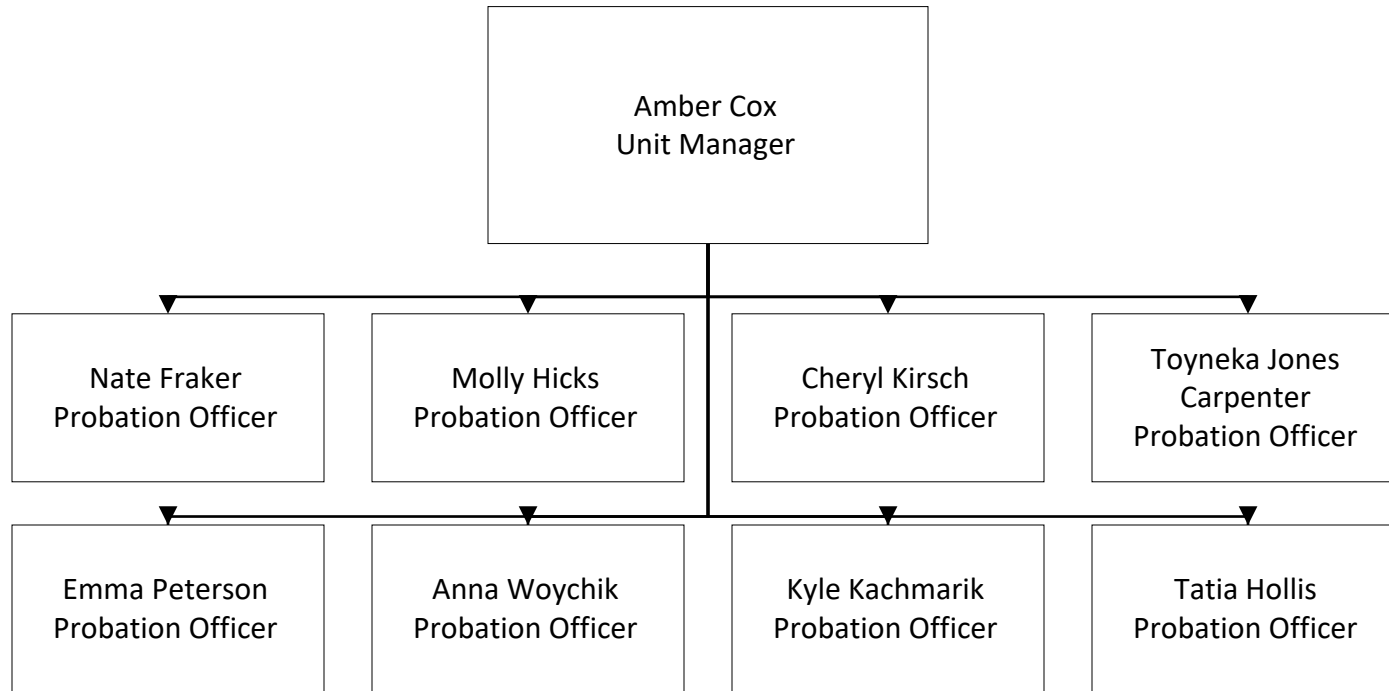 Amber Cox
Unit Manager
Nate Fraker
Probation Officer
Molly Hicks
Probation Officer
Cheryl Kirsch
Probation Officer
Toyneka Jones
Carpenter
Probation Officer
Emma Peterson
Probation Officer
Anna Woychik
Probation Officer
Kyle Kachmarik
Probation Officer
Tatia Hollis
Probation Officer